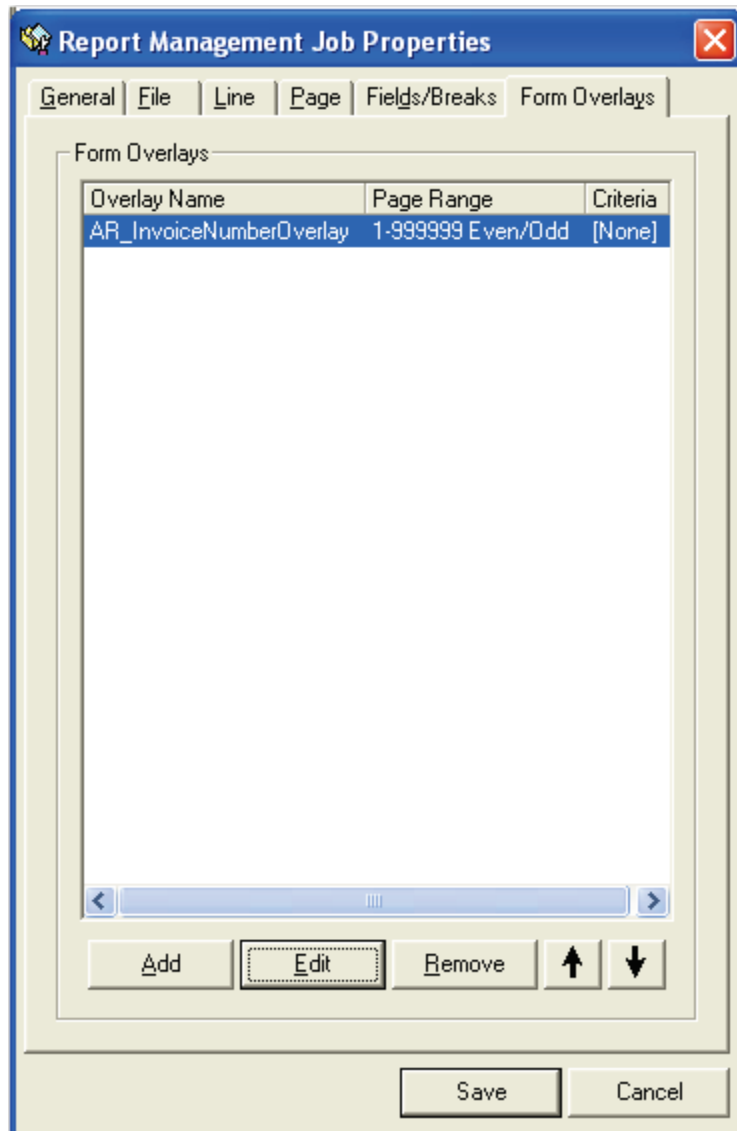 Report Management Job Properties
General File Line Page Fields/Breaks Form Overlays
Form Overlays
Overlay Name Page Range Criteria
AR_InvoiceNumberOverlay 1-999999 Even/Odd [None]
Add Edit Remove
Save Cancel